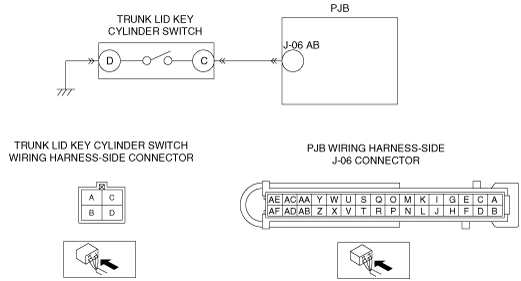 TRUNK LID KEY
CYLINDER SWITCH
PJB
J-06 AB
D
C
TRUNK LID KEY CYLINDER SWITCH
WIRING HARNESS-SIDE CONNECTOR
A C
B D
PJB WIRING HARNESS-SIDE
J-06 CONNECTOR
AE AC AA Y W U S Q O M K I G E C A
AF AD AB Z X V T R P N L J H F D B